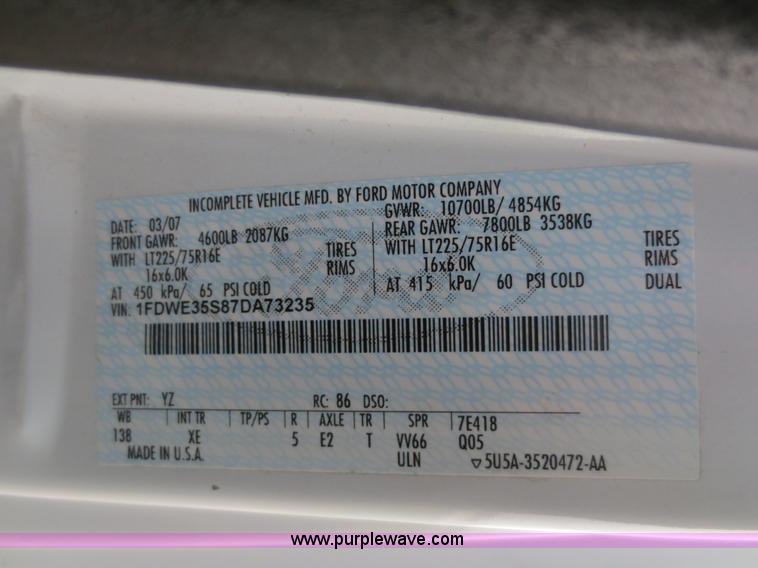 INCOMPLETE VEHICLE MFD. BY FORD MOTOR COMPANY
DATE: 03/07
GVWR: 10700LB/ 4854KG
FRONT GAWR: 4600LB 2087KG
REAR GAWR: 7800LB 3538KG
WITH LT225/75R16E TIRES
WITH LT225/75R16E TIRES
16x6.0K RIMS
16x6.0K RIMS
AT 450 kPa/ 65 PSI COLD
AT 415 kPa/ 60 PSI COLD DUAL
VIN: 1FDWE35S87DA73235
EXT PNT: YZ RC: 86 DSO:
WB INT TR TP/PS R AXLE TR SPR 7E418
138 XE 5 E2 T VV66 Q05
MADE IN U.S.A. ULN ▽5U5A-3520472-AA
www.purplewave.com